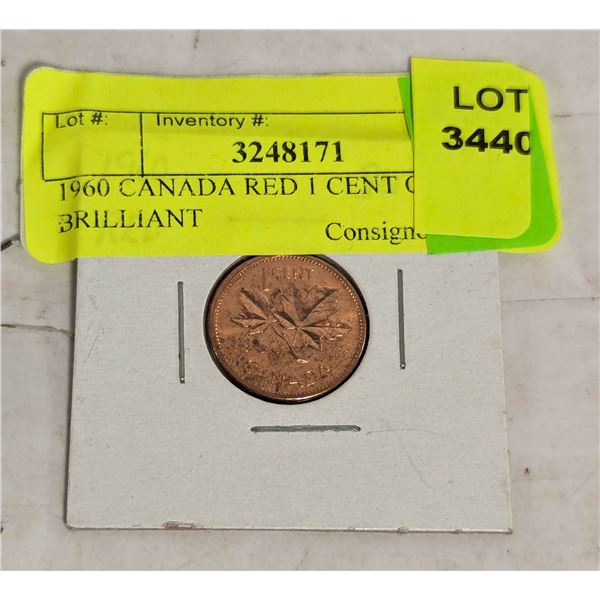 Lot #:
Inventory #:
LOT
3440
3248171
1960 CANADA RED 1 CENT
BRILLIANT
1 CENT
CANADA